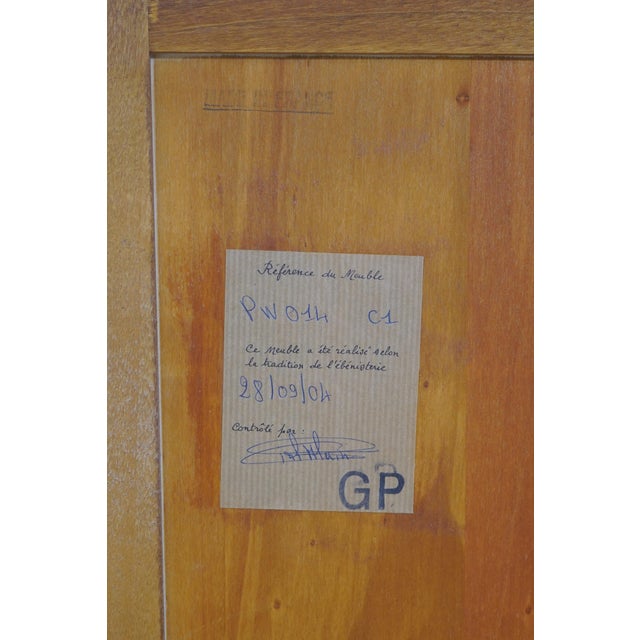 Référence du Meuble
PW014 C1
Ce Meuble a été réalisé selon
la tradition de l'ébénisterie
28/09/04
Contrôlé par :
GP